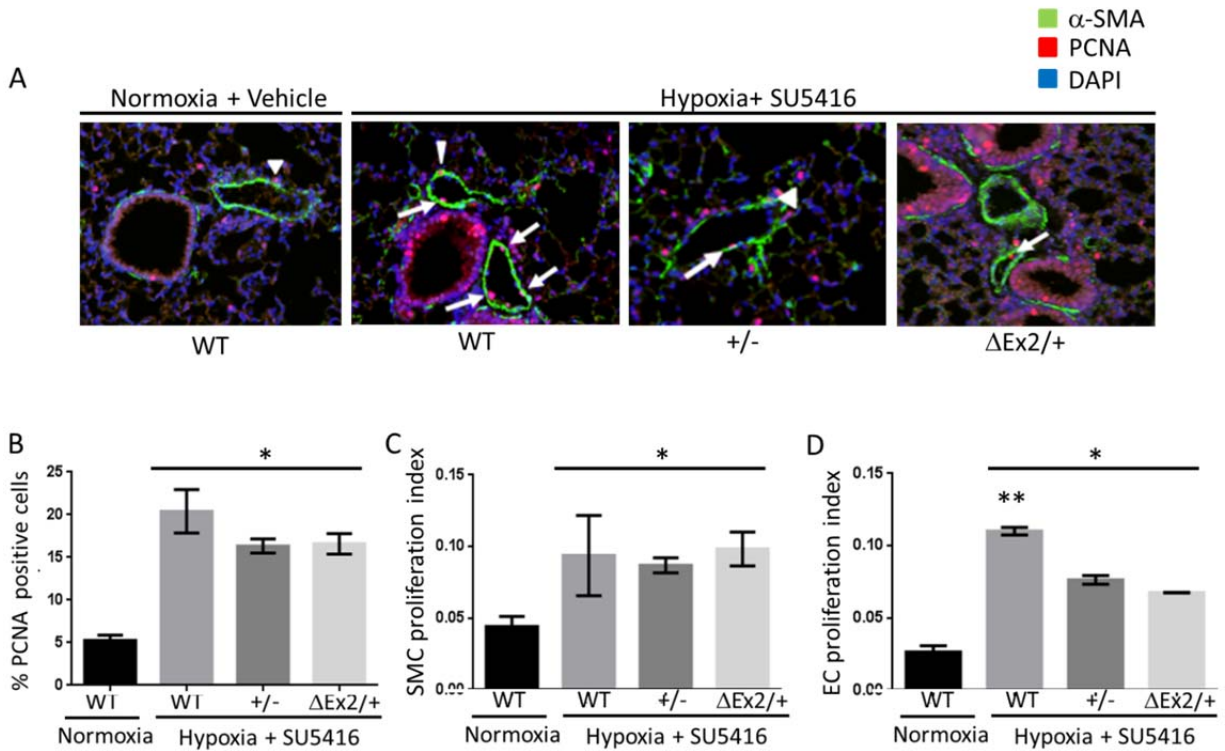 α-SMA
PCNA
DAPI
A
Normoxia + Vehicle
Hypoxia+ SU5416
WT
WT
+/-
ΔEx2/+
B
% PCNA positive cells
25
20
15
10
5
0
WT
WT
+/-
ΔEx2/+
Normoxia
Hypoxia + SU5416
*
C
SMC proliferation index
0.15
0.10
0.05
0.00
WT
WT
+/-
ΔEx2/+
Normoxia
Hypoxia + SU5416
*
D
EC proliferation index
0.15
0.10
0.05
0.00
WT
WT
+/-
ΔEx2/+
Normoxia
Hypoxia + SU5416
*
**